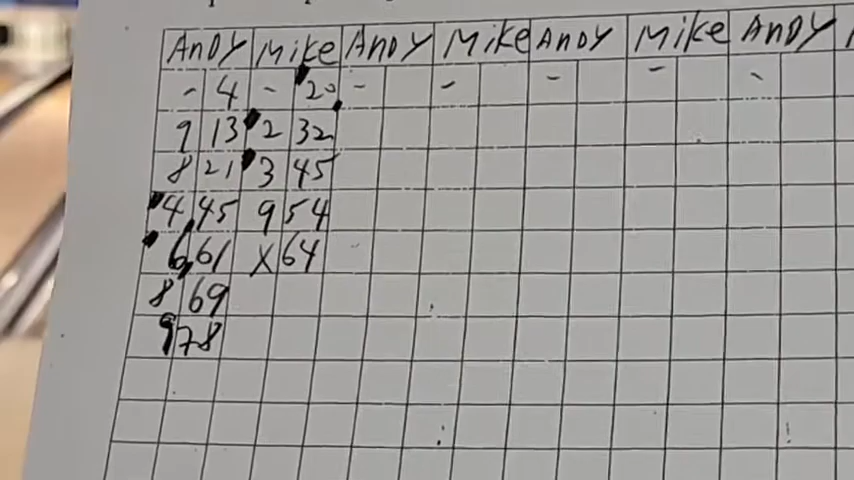 ANDY Mike ANDY Mike ANDY Mike ANDY
- 4 - 20 - - - - -
9 13 2 32
8 21 3 45
4 45 9 54
6 61 X 64
8 69
9 78